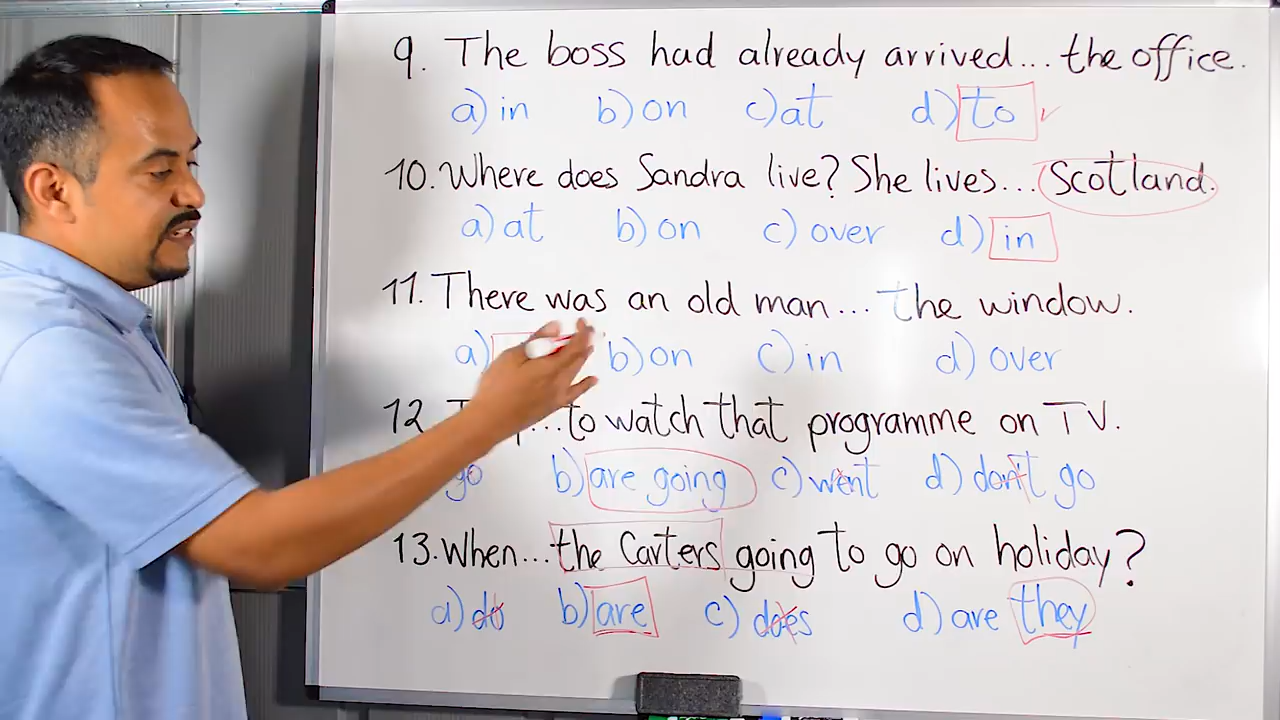 9. The boss had already arrived... the office.
a) in b) on c) at d) to
10. Where does Sandra live? She lives... Scotland.
a) at b) on c) over d) in
11. There was an old man... the window.
a) b) on c) in d) over
12. ...to watch that programme on TV.
go b) are going c) went d) don't go
13. When... the Carters going to go on holiday?
a) do b) are c) does d) are they